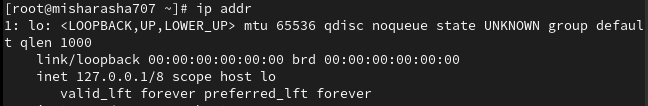 [root@misharasha707 ~]# ip addr
1: lo: <LOOPBACK,UP,LOWER_UP> mtu 65536 qdisc noqueue state UNKNOWN group defaul
t qlen 1000
    link/loopback 00:00:00:00:00:00 brd 00:00:00:00:00:00
    inet 127.0.0.1/8 scope host lo
       valid_lft forever preferred_lft forever